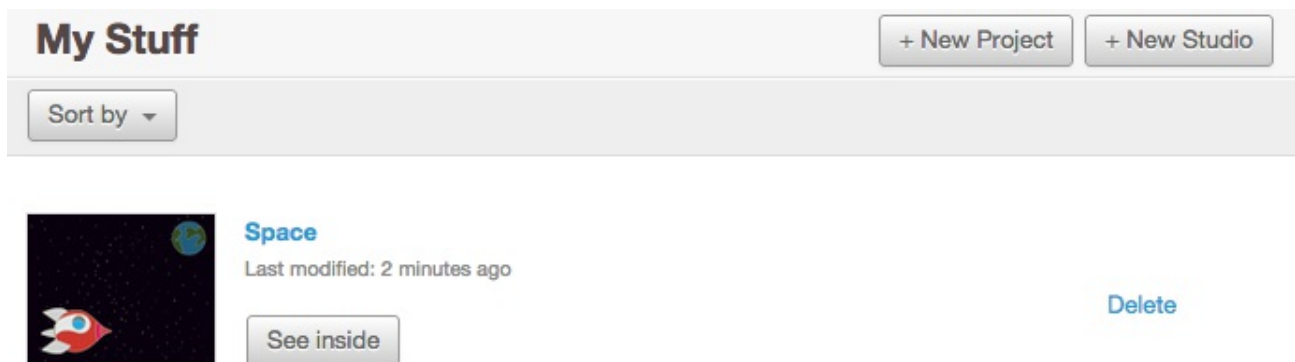 My Stuff
+ New Project
+ New Studio
Sort by
Space
Last modified: 2 minutes ago
Delete
See inside